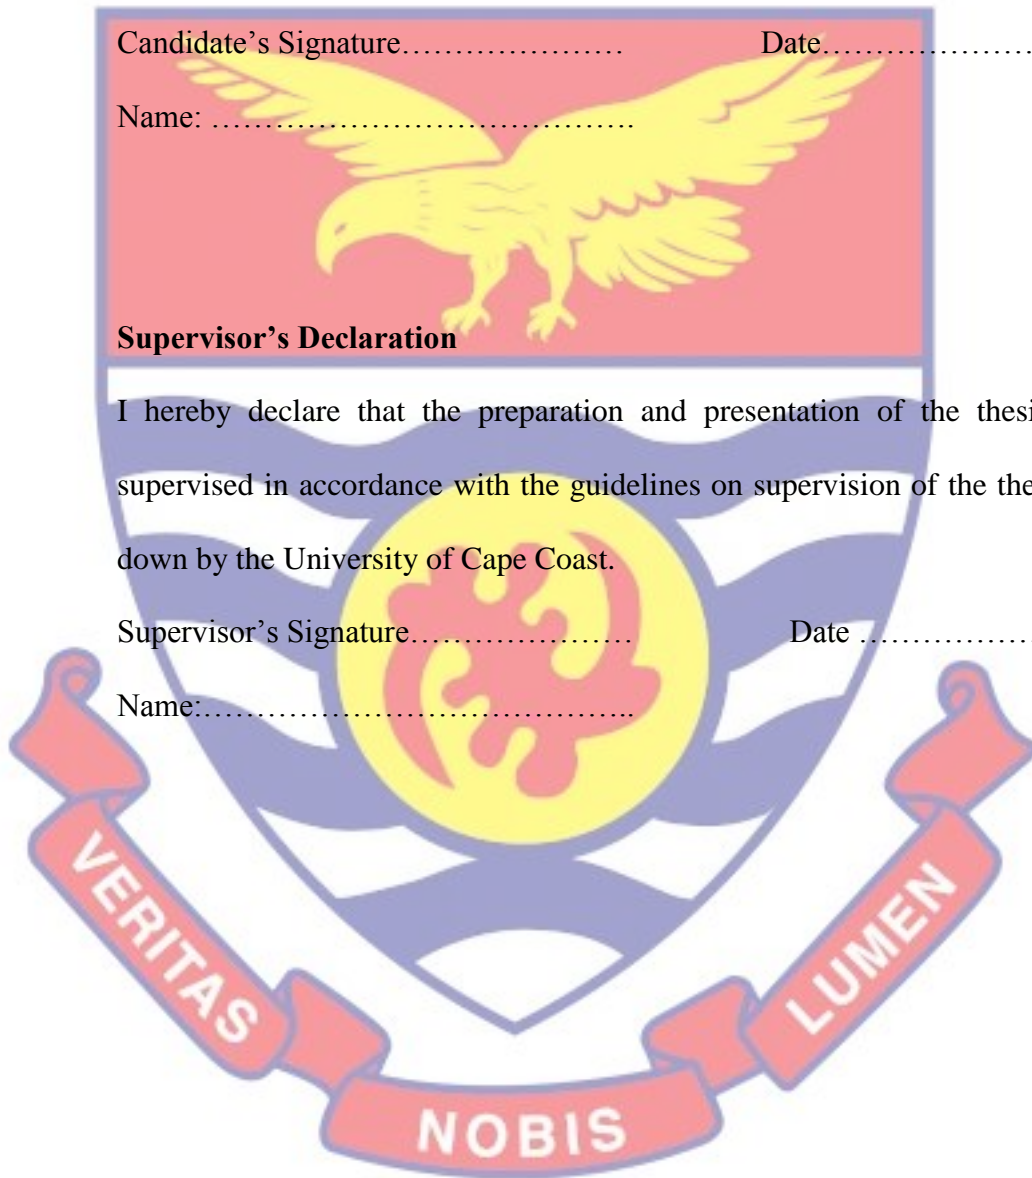 Candidate’s Signature………………… Date…………………
Name: ………………………………….
Supervisor’s Declaration
I hereby declare that the preparation and presentation of the thesi
supervised in accordance with the guidelines on supervision of the the
down by the University of Cape Coast.
Supervisor’s Signature………………… Date ……………
Name:…………………………………..
VERITAS
NOBIS
LUMEN